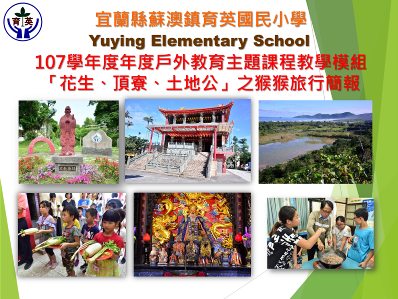 育英
宜蘭縣蘇澳鎮育英國民小學
Yuying Elementary School
107學年度年度戶外教育主題課程教學模組
「花生、頂寮、土地公」之猴猴旅行簡報